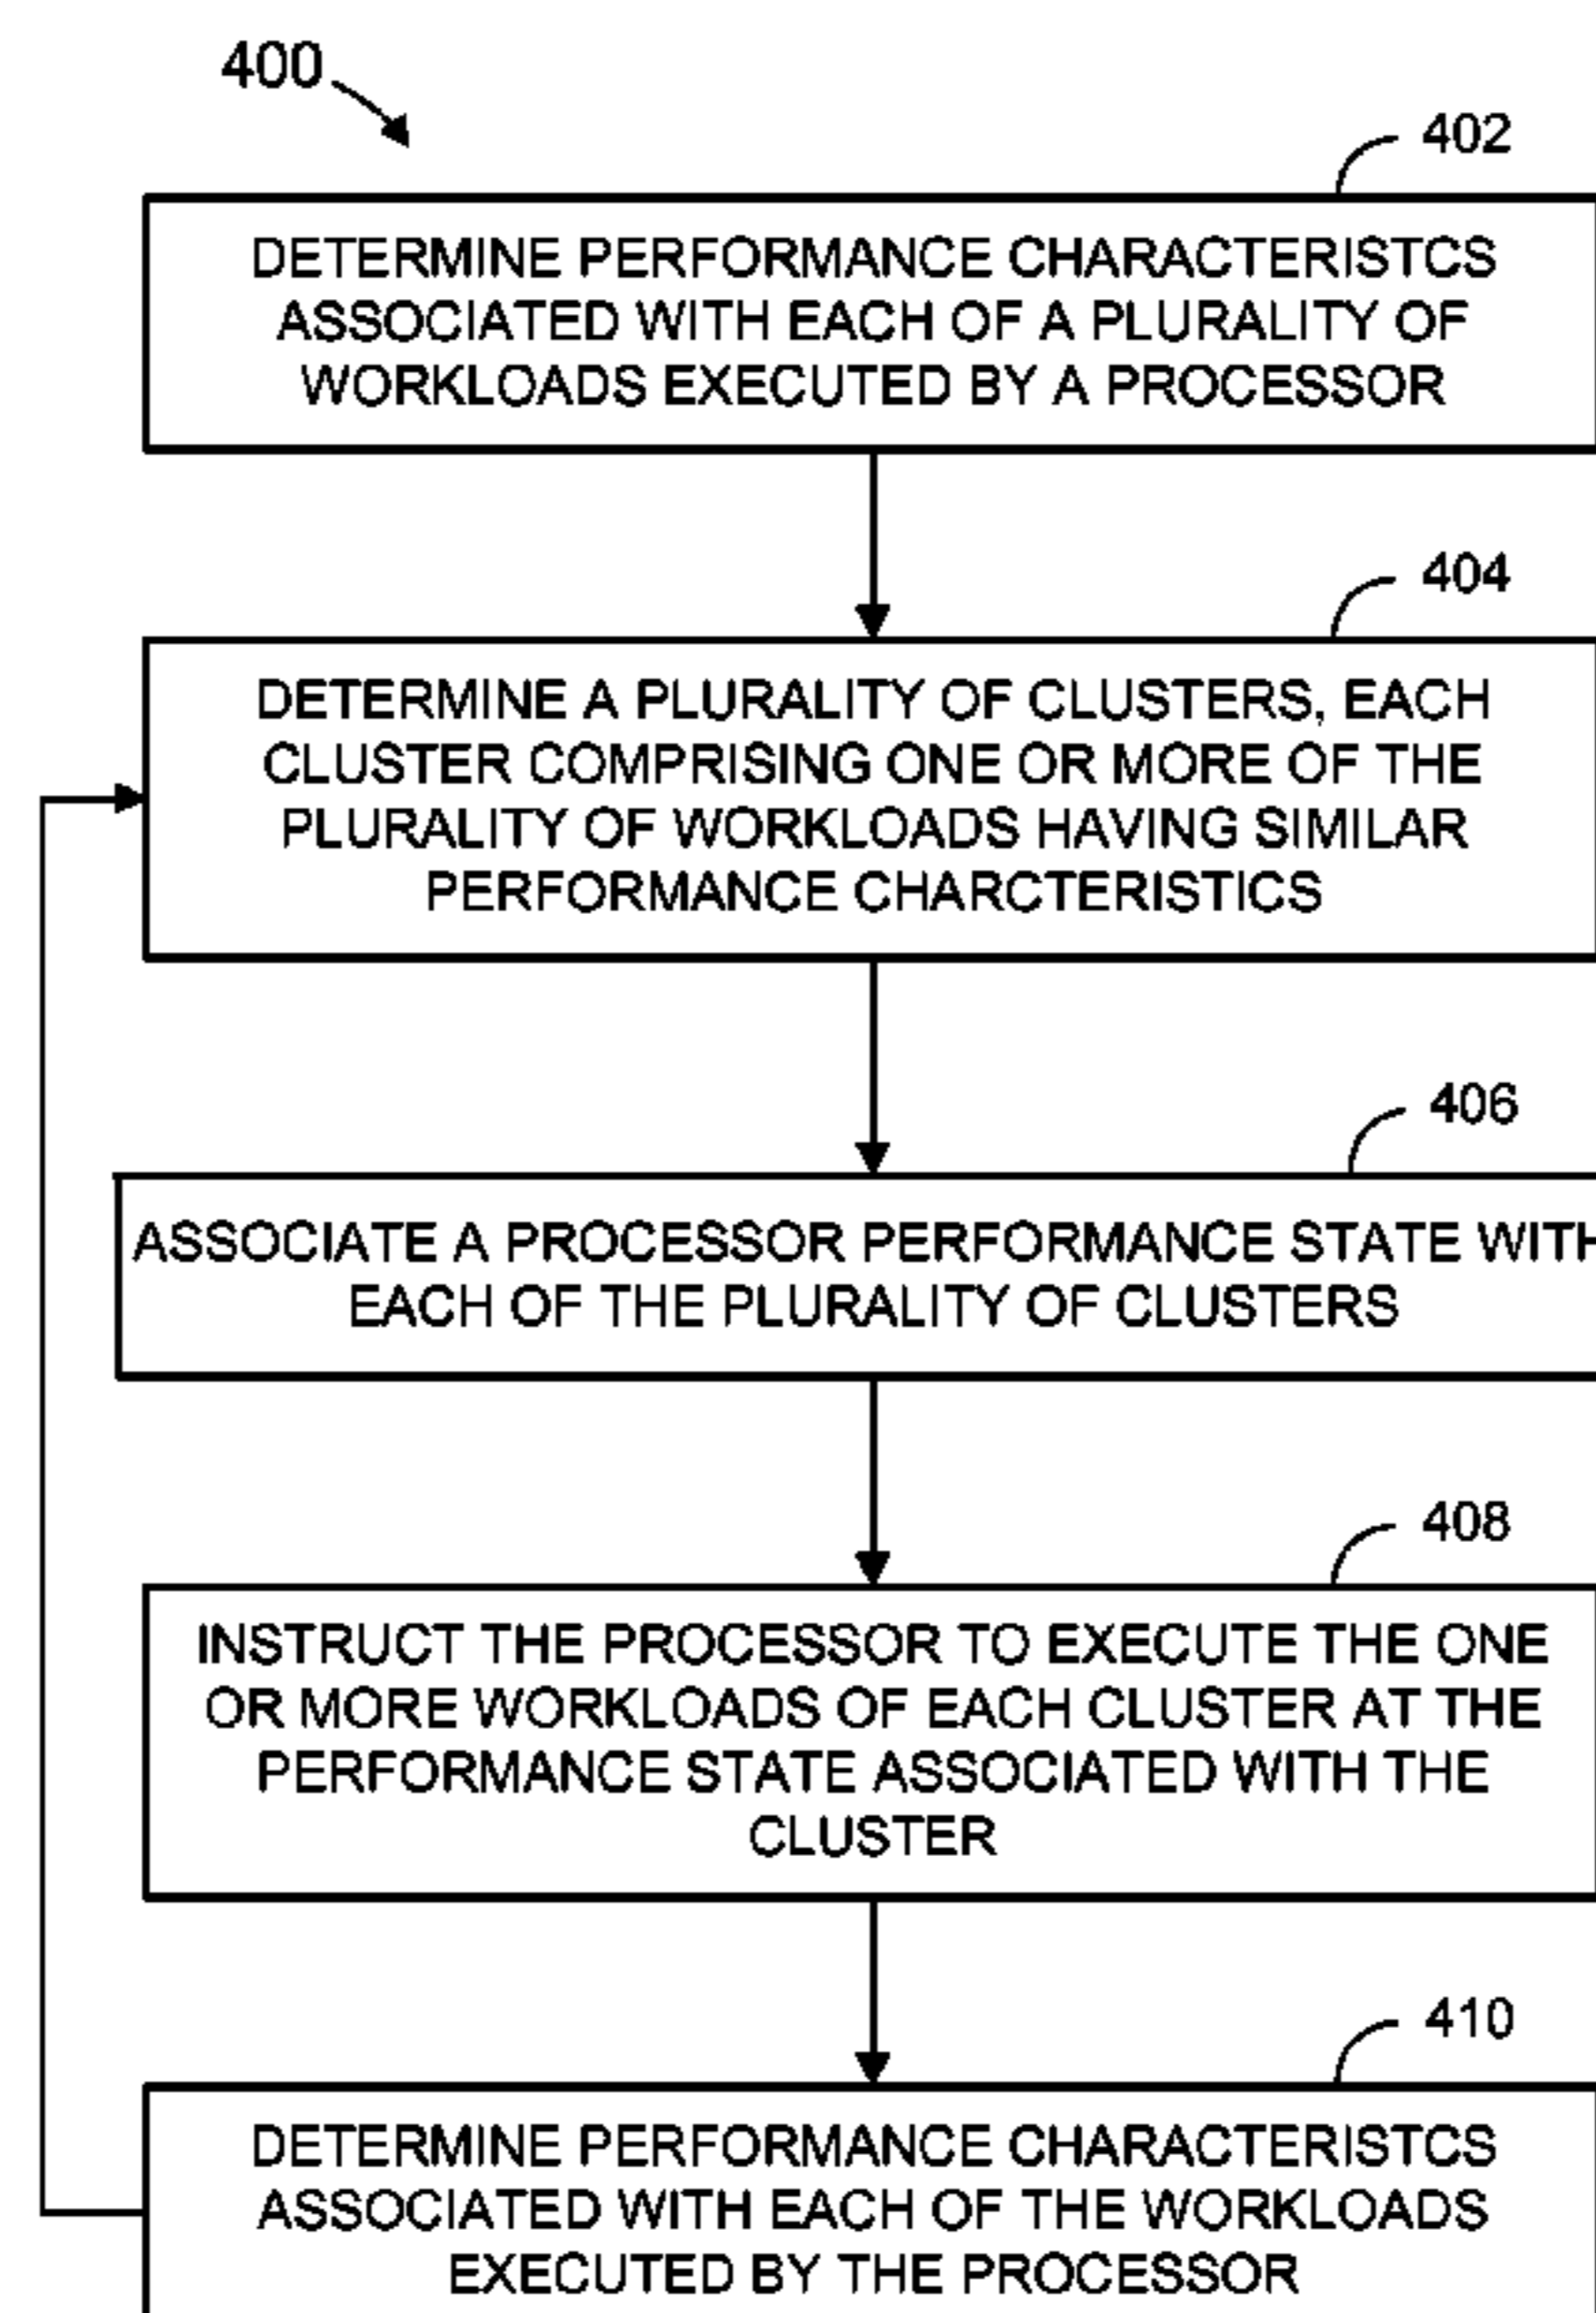 400
402
DETERMINE PERFORMANCE CHARACTERISTCS
ASSOCIATED WITH EACH OF A PLURALITY OF
WORKLOADS EXECUTED BY A PROCESSOR
404
DETERMINE A PLURALITY OF CLUSTERS, EACH
CLUSTER COMPRISING ONE OR MORE OF THE
PLURALITY OF WORKLOADS HAVING SIMILAR
PERFORMANCE CHARCTERISTICS
406
ASSOCIATE A PROCESSOR PERFORMANCE STATE WITH
EACH OF THE PLURALITY OF CLUSTERS
408
INSTRUCT THE PROCESSOR TO EXECUTE THE ONE
OR MORE WORKLOADS OF EACH CLUSTER AT THE
PERFORMANCE STATE ASSOCIATED WITH THE
CLUSTER
410
DETERMINE PERFORMANCE CHARACTERISTCS
ASSOCIATED WITH EACH OF THE WORKLOADS
EXECUTED BY THE PROCESSOR